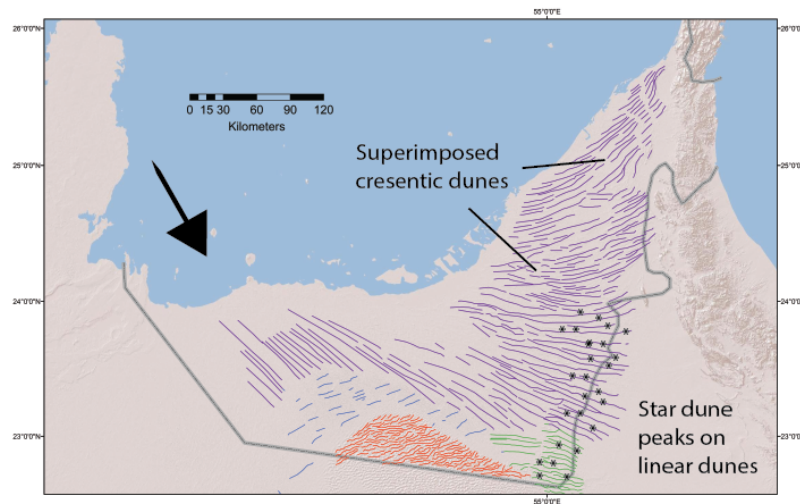 55°0'0"E
26°0'0"N
26°0'0"N
0 15 30 60 90 120
Kilometers
Superimposed
cresentic dunes
25°0'0"N
25°0'0"N
24°0'0"N
24°0'0"N
Star dune
peaks on
linear dunes
23°0'0"N
23°0'0"N
55°0'0"E